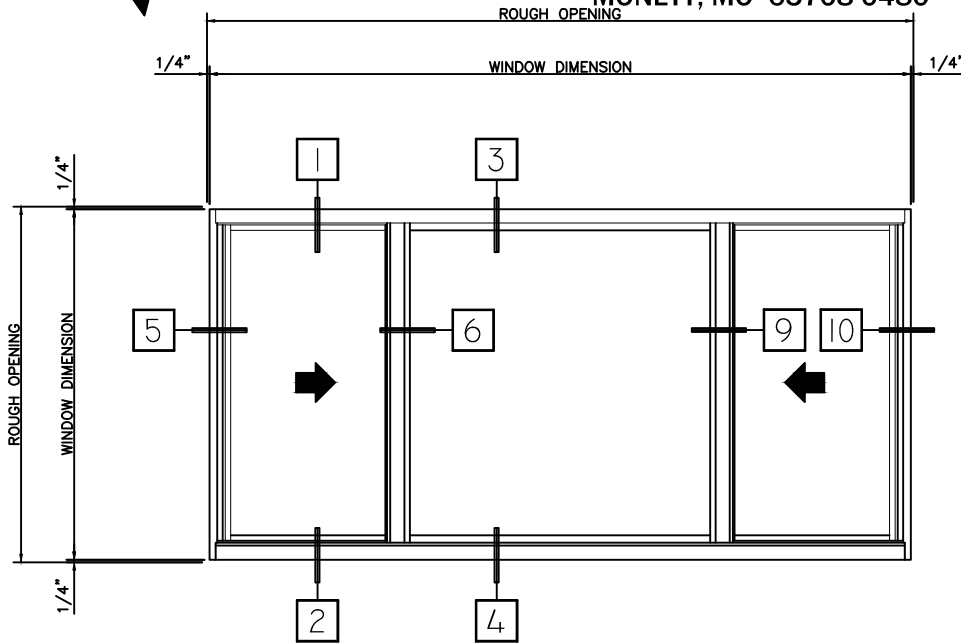 MONETT, MO 65708-0480
ROUGH OPENING
1/4" WINDOW DIMENSION 1/4"
1 3
1/4"
5 6 9 10
ROUGH OPENING
WINDOW DIMENSION
1/4"
2 4